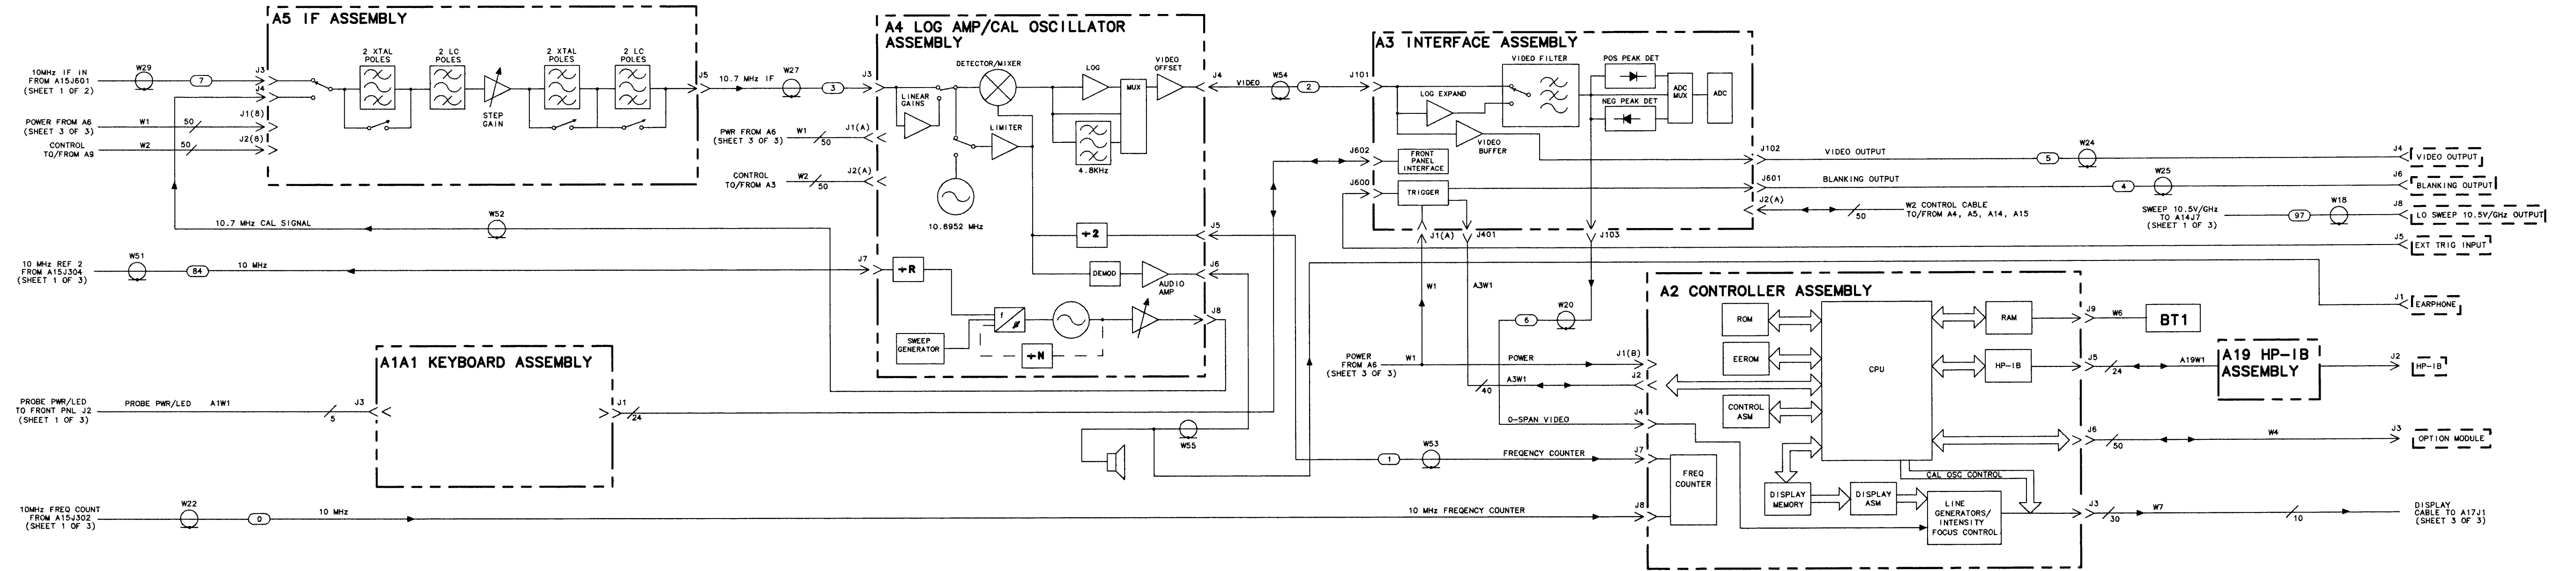 A5 IF ASSEMBLY
2 XTAL
POLES
2 LC
POLES
STEP
GAIN
2 XTAL
POLES
2 LC
POLES
10MHz IF IN
FROM A15J601
(SHEET 1 OF 2)
W29
7
J3
J4
POWER FROM A6
(SHEET 3 OF 3)
W1
50
J1(8)
CONTROL
TO/FROM A9
W2
50
J2(8)
J5
10.7 MHz IF
W27
3
J3
A4 LOG AMP/CAL OSCILLATOR
ASSEMBLY
DETECTOR/MIXER
LINEAR
GAINS
LIMITER
LOG
MUX
VIDEO
OFFSET
4.8KHz
10.6952 MHz
PWR FROM A6
(SHEET 3 OF 3)
W1
50
J1(A)
CONTROL
TO/FROM A3
W2
50
J2(A)
÷2
J5
DEMOD
AUDIO
AMP
J6
J7
÷R
f
ø
SWEEP
GENERATOR
÷N
J8
J4
VIDEO
W54
2
J101
A3 INTERFACE ASSEMBLY
VIDEO FILTER
LOG EXPAND
VIDEO
BUFFER
POS PEAK DET
NEG PEAK DET
ADC
MUX
ADC
J602
FRONT
PANEL
INTERFACE
J600
TRIGGER
J1(A)
J401
J103
J102
VIDEO OUTPUT
5
W24
J4
VIDEO OUTPUT
J601
BLANKING OUTPUT
4
W25
J6
BLANKING OUTPUT
J2(A)
50
W2 CONTROL CABLE
TO/FROM A4, A5, A14, A15
SWEEP 10.5V/GHz
TO A14J7
(SHEET 1 OF 3)
97
W18
J8
LO SWEEP 10.5V/GHz OUTPUT
J5
EXT TRIG INPUT
J1
EARPHONE
10.7 MHz CAL SIGNAL
W52
10 MHz REF 2
FROM A15J304
(SHEET 1 OF 3)
W51
84
10 MHz
W1
A3W1
W20
6
POWER
FROM A6
(SHEET 3 OF 3)
W1
POWER
J1(B)
40
A3W1
J2
0-SPAN VIDEO
J4
A2 CONTROLLER ASSEMBLY
ROM
EEROM
CONTROL
ASM
CPU
RAM
HP-IB
J9
W6
BT1
J5
24
A19W1
A19 HP-IB
ASSEMBLY
J2
HP-IB
J6
50
W4
J3
OPTION MODULE
CAL OSC CONTROL
DISPLAY
MEMORY
DISPLAY
ASM
LINE
GENERATORS/
INTENSITY
FOCUS CONTROL
J3
30
W7
10
DISPLAY
CABLE TO A17J1
(SHEET 3 OF 3)
A1A1 KEYBOARD ASSEMBLY
PROBE PWR/LED
TO FRONT PNL J2
(SHEET 1 OF 3)
PROBE PWR/LED
A1W1
5
J3
J1
24
W55
1
W53
FREQENCY COUNTER
J7
FREQ
COUNTER
10MHz FREQ COUNT
FROM A15J302
(SHEET 1 OF 3)
W22
0
10 MHz
10 MHz FREQENCY COUNTER
J8